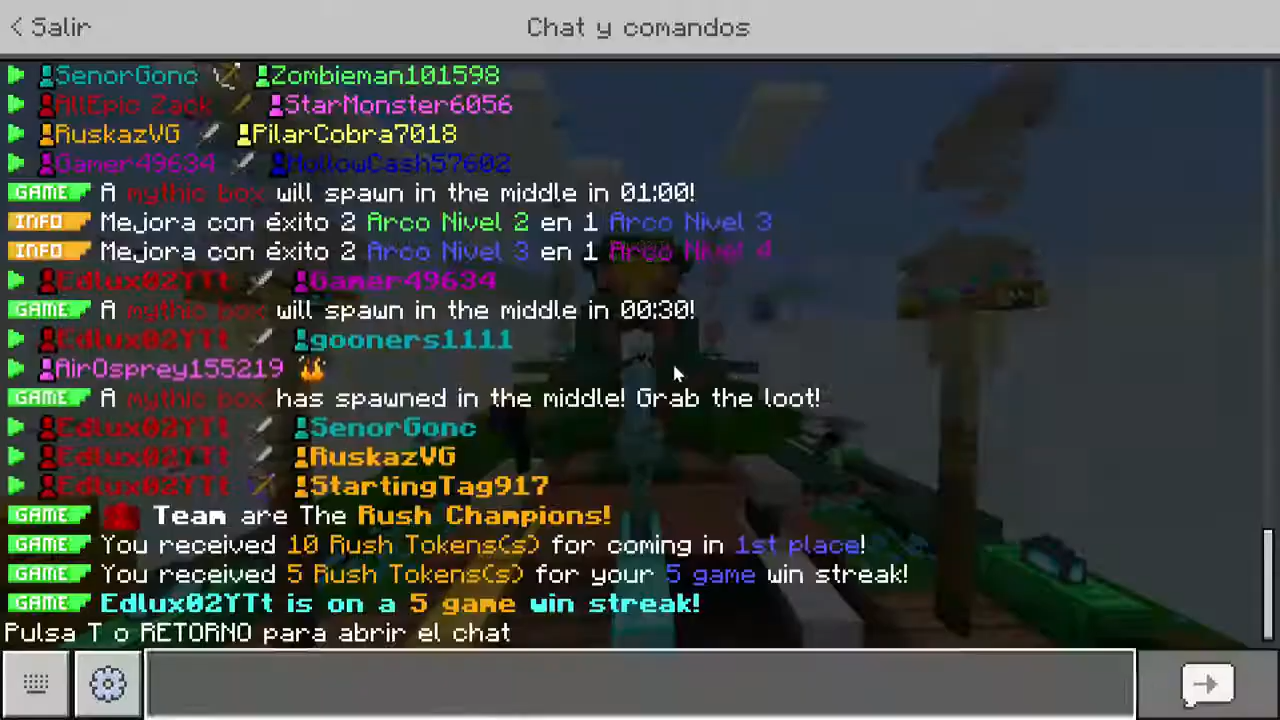 Salir
Chat y comandos
SenorGonc Zombieman101598
AllEpic Zack StarMonster6056
RuskazVG PilarCobra7018
Gamer49634 HollowCash57602
GAME A mythic box will spawn in the middle in 01:00!
INFO Mejora con éxito 2 Arco Nivel 2 en 1 Arco Nivel 3
INFO Mejora con éxito 2 Arco Nivel 3 en 1 Arco Nivel 4
Edlux02YTt Gamer49634
GAME A mythic box will spawn in the middle in 00:30!
Edlux02YTt gooners1111
AirOsprey155219
GAME A mythic box has spawned in the middle! Grab the loot!
Edlux02YTt SenorGonc
Edlux02YTt RuskazVG
Edlux02YTt StartingTag917
GAME Team are The Rush Champions!
GAME You received 10 Rush Tokens(s) for coming in 1st place!
GAME You received 5 Rush Tokens(s) for your 5 game win streak!
GAME Edlux02YTt is on a 5 game win streak!
Pulsa T o RETORNO para abrir el chat